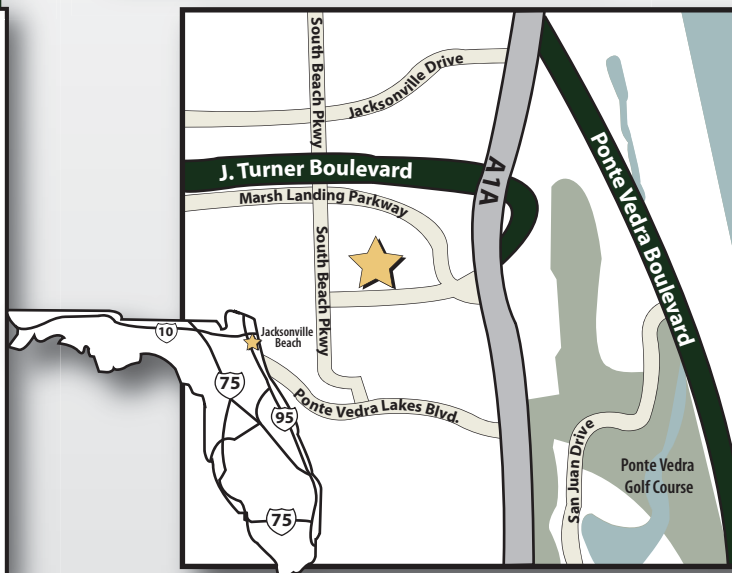 South Beach Pkwy
Jacksonville Drive
J. Turner Boulevard
A1A
Marsh Landing Parkway
Ponte Vedra Boulevard
South Beach Pkwy
10
Jacksonville
Beach
75
95
Ponte Vedra Lakes Blvd.
San Juan Drive
Ponte Vedra
Golf Course
75